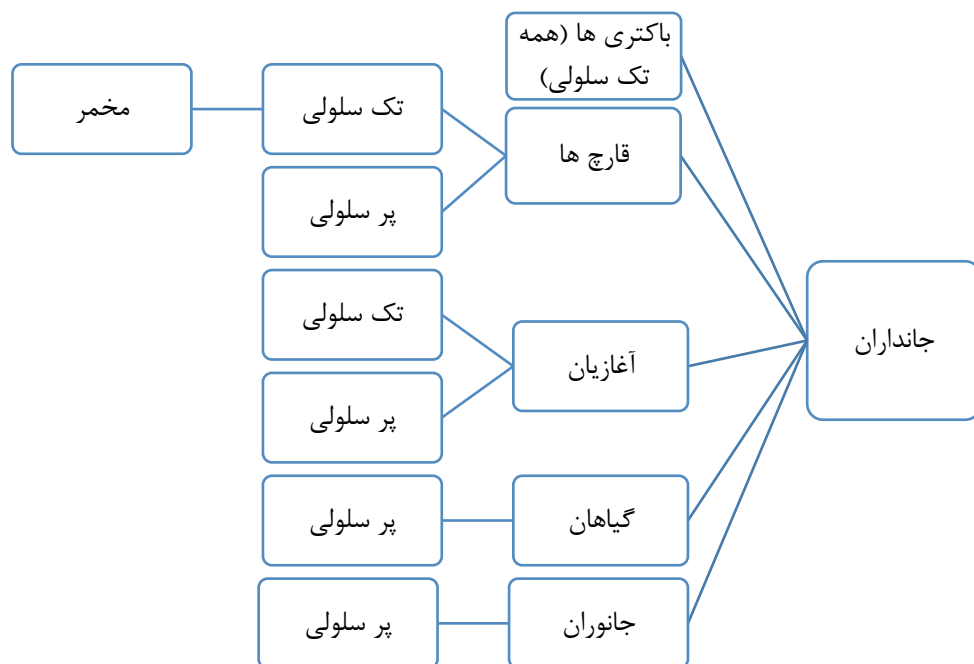 جانداران
باکتری ها (همه
تک سلولی)
قارچ ها
تک سلولی
مخمر
پر سلولی
آغازیان
تک سلولی
پر سلولی
گیاهان
پر سلولی
جانوران
پر سلولی